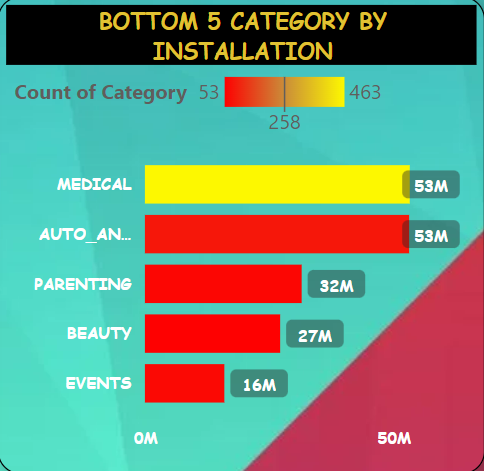 BOTTOM 5 CATEGORY BY
INSTALLATION
Count of Category 53 463
258
MEDICAL 53M
AUTO_AN... 53M
PARENTING 32M
BEAUTY 27M
EVENTS 16M
0M 50M